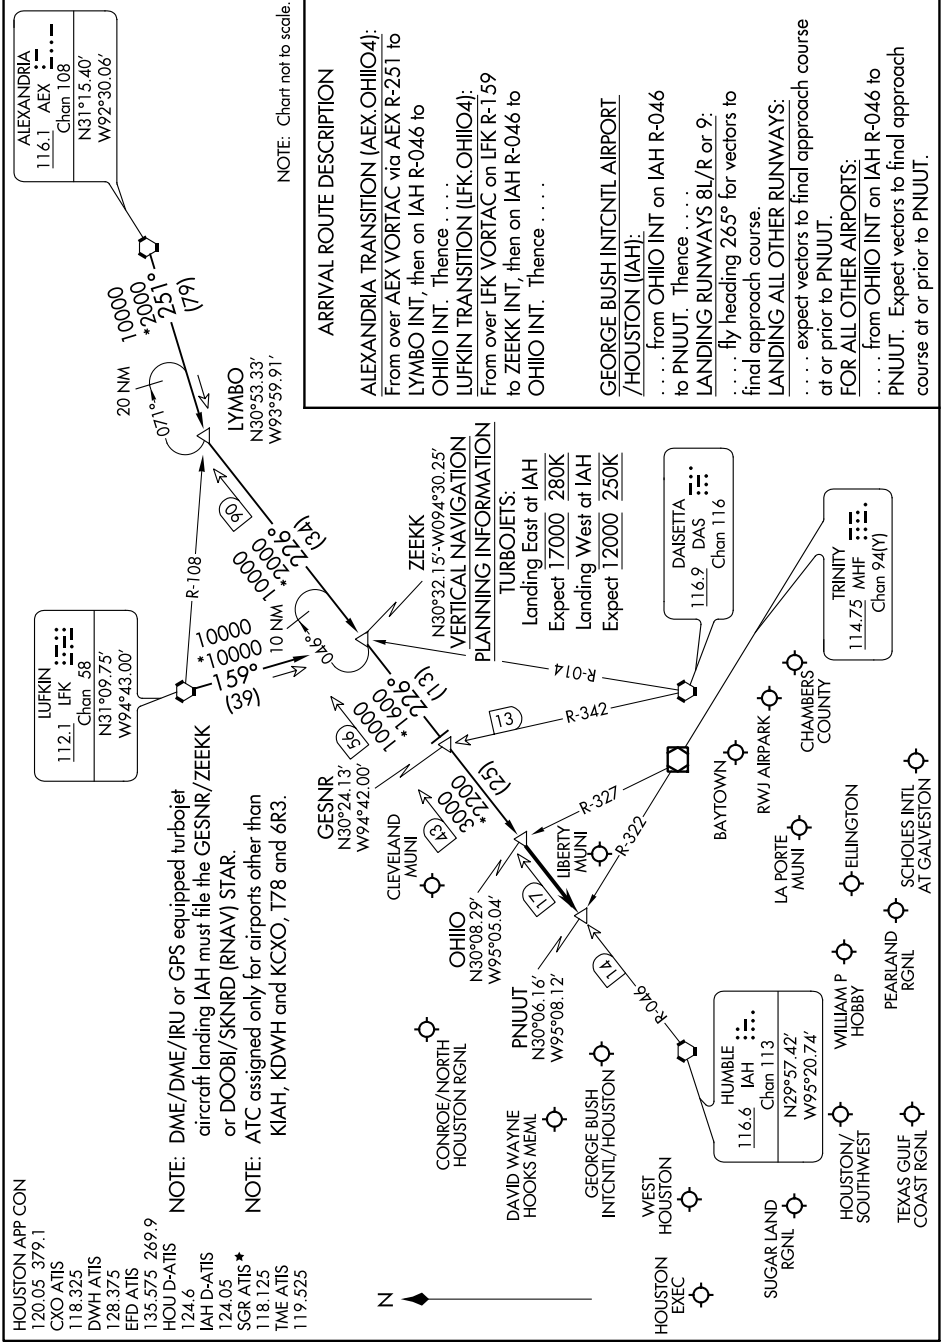 HOUSTON APP CON
120.05 379.1
CXO ATIS
118.325
DWH ATIS
128.375
EFD ATIS
135.575 269.9
HOU D-ATIS
124.6
IAH D-ATIS
124.05
SGR ATIS★
118.125
TME ATIS
119.525
NOTE: DME/DME/IRU or GPS equipped turbojet
aircraft landing IAH must file the GESNR/ZEEKK
or DOOBI/SKNRD (RNAV) STAR.
NOTE: ATC assigned only for airports other than
KIAH, KDWH and KCXO, T78 and 6R3.
LUFKIN
112.1 LFK
Chan 58
N31°09.75'
W94°43.00'
ALEXANDRIA
116.1 AEX
Chan 108
N31°15.40'
W92°30.06'
NOTE: Chart not to scale.
10000
*2000
251°
(79)
20 NM
071°
LYMBO
N30°53.33'
W93°59.91'
R-108
90
10000
*2000
226°
(34)
10000
*10000
159°
(39)
10 NM
046°
ZEEKK
N30°32.15'-W094°30.25'
VERTICAL NAVIGATION
PLANNING INFORMATION
TURBOJETS:
Landing East at IAH
Expect 17000 280K
Landing West at IAH
Expect 12000 250K
56
10000
*1600
226°
(13)
GESNR
N30°24.13'
W94°42.00'
R-014
R-342
13
DAISETTA
116.9 DAS
Chan 116
43
3000
*2200
(25)
R-327
R-322
TRINITY
114.75 MHF
Chan 94(Y)
OHIIO
N30°08.29'
W95°05.04'
17
PNUUT
N30°06.16'
W95°08.12'
14
R-046
HUMBLE
116.6 IAH
Chan 113
N29°57.42'
W95°20.74'
CLEVELAND
MUNI
LIBERTY
MUNI
CONROE/NORTH
HOUSTON RGNL
DAVID WAYNE
HOOKS MEML
GEORGE BUSH
INTCNTL/HOUSTON
WEST
HOUSTON
HOUSTON
EXEC
SUGAR LAND
RGNL
HOUSTON/
SOUTHWEST
TEXAS GULF
COAST RGNL
WILLIAM P
HOBBY
PEARLAND
RGNL
ELLINGTON
SCHOLES INTL
AT GALVESTON
LA PORTE
MUNI
BAYTOWN
RWJ AIRPARK
CHAMBERS
COUNTY
N
ARRIVAL ROUTE DESCRIPTION
ALEXANDRIA TRANSITION (AEX.OHIIO4):
From over AEX VORTAC via AEX R-251 to
LYMBO INT, then on IAH R-046 to
OHIIO INT. Thence . . . .
LUFKIN TRANSITION (LFK.OHIIO4):
From over LFK VORTAC on LFK R-159
to ZEEKK INT, then on IAH R-046 to
OHIIO INT. Thence . . . .
GEORGE BUSH INTCNTL AIRPORT
/HOUSTON (IAH):
. . . . from OHIIO INT on IAH R-046
to PNUUT. Thence . . . .
LANDING RUNWAYS 8L/R or 9:
. . . . fly heading 265° for vectors to
final approach course.
LANDING ALL OTHER RUNWAYS:
. . . . expect vectors to final approach course
at or prior to PNUUT.
FOR ALL OTHER AIRPORTS:
. . . . from OHIIO INT on IAH R-046 to
PNUUT. Expect vectors to final approach
course at or prior to PNUUT.